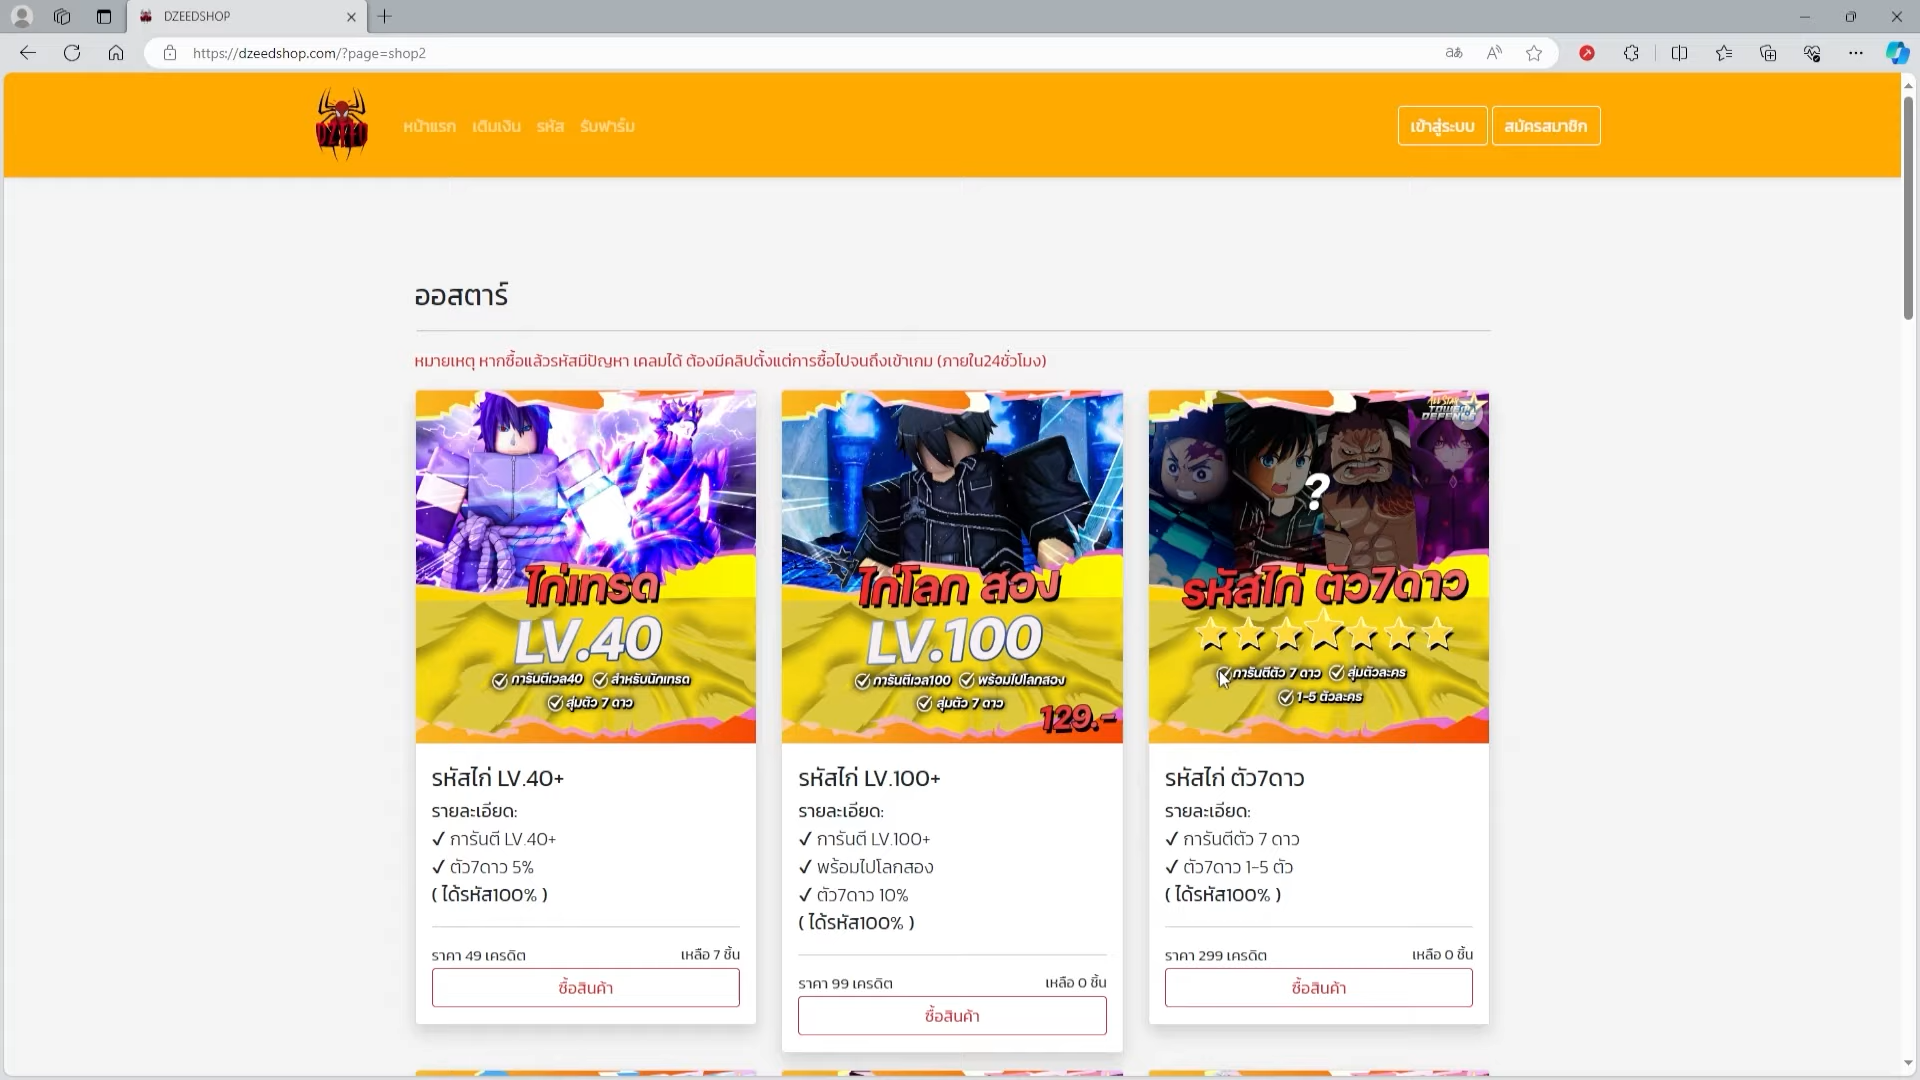 DZEEDSHOP
https://dzeedshop.com/?page=shop2
DZEED
หน้าแรก เติมเงิน รหัส รับฟาร์ม
เข้าสู่ระบบ สมัครสมาชิก
ออสตาร์
หมายเหตุ หากซื้อแล้วรหัสมีปัญหา เคลมได้ ต้องมีคลิปตั้งแต่การซื้อไปจนถึงเข้าเกม (ภายใน24ชั่วโมง)
ไก่เทรด
LV.40
การันตีเวล40 สำหรับนักเทรด
สุ่มตัว 7 ดาว
รหัสไก่ LV.40+
รายละเอียด:
✓ การันตี LV.40+
✓ ตัว7ดาว 5%
( ได้รหัส100% )
ราคา 49 เครดิต เหลือ 7 ชิ้น
ซื้อสินค้า
ไก่โลก สอง
LV.100
การันตีเวล100 พร้อมไปโลกสอง
สุ่มตัว 7 ดาว
129.-
รหัสไก่ LV.100+
รายละเอียด:
✓ การันตี LV.100+
✓ พร้อมไปโลกสอง
✓ ตัว7ดาว 10%
( ได้รหัส100% )
ราคา 99 เครดิต เหลือ 0 ชิ้น
ซื้อสินค้า
ALL STAR
TOWER
DEFENSE
?
รหัสไก่ ตัว7ดาว
การันตีตัว 7 ดาว สุ่มตัวละคร
1-5 ตัวละคร
รหัสไก่ ตัว7ดาว
รายละเอียด:
✓ การันตีตัว 7 ดาว
✓ ตัว7ดาว 1-5 ตัว
( ได้รหัส100% )
ราคา 299 เครดิต เหลือ 0 ชิ้น
ซื้อสินค้า